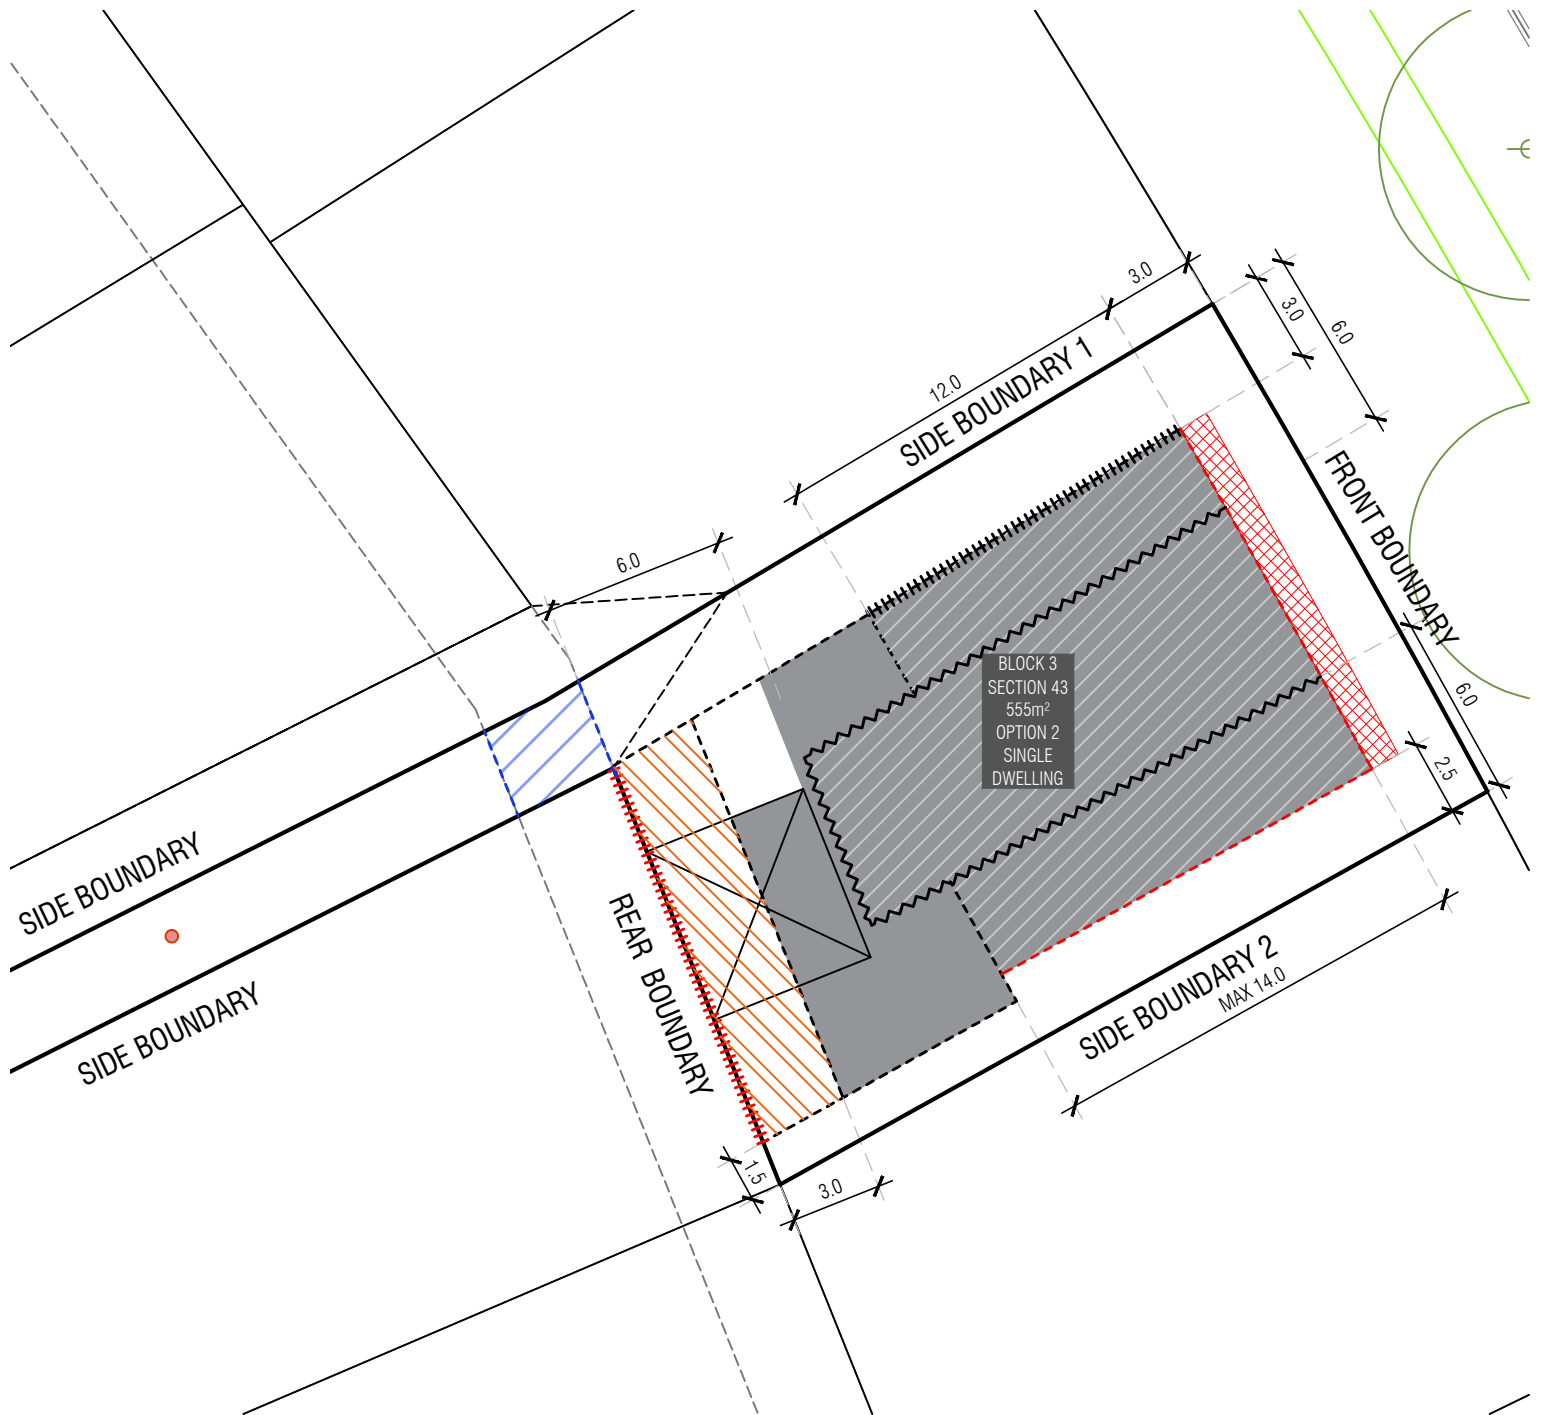 3.0
3.0
6.0
12.0
SIDE BOUNDARY 1
6.0
FRONT BOUNDARY
BLOCK 3
SECTION 43
555m²
OPTION 2
SINGLE
DWELLING
6.0
2.5
SIDE BOUNDARY
SIDE BOUNDARY
REAR BOUNDARY
SIDE BOUNDARY 2
MAX 14.0
1.5
3.0